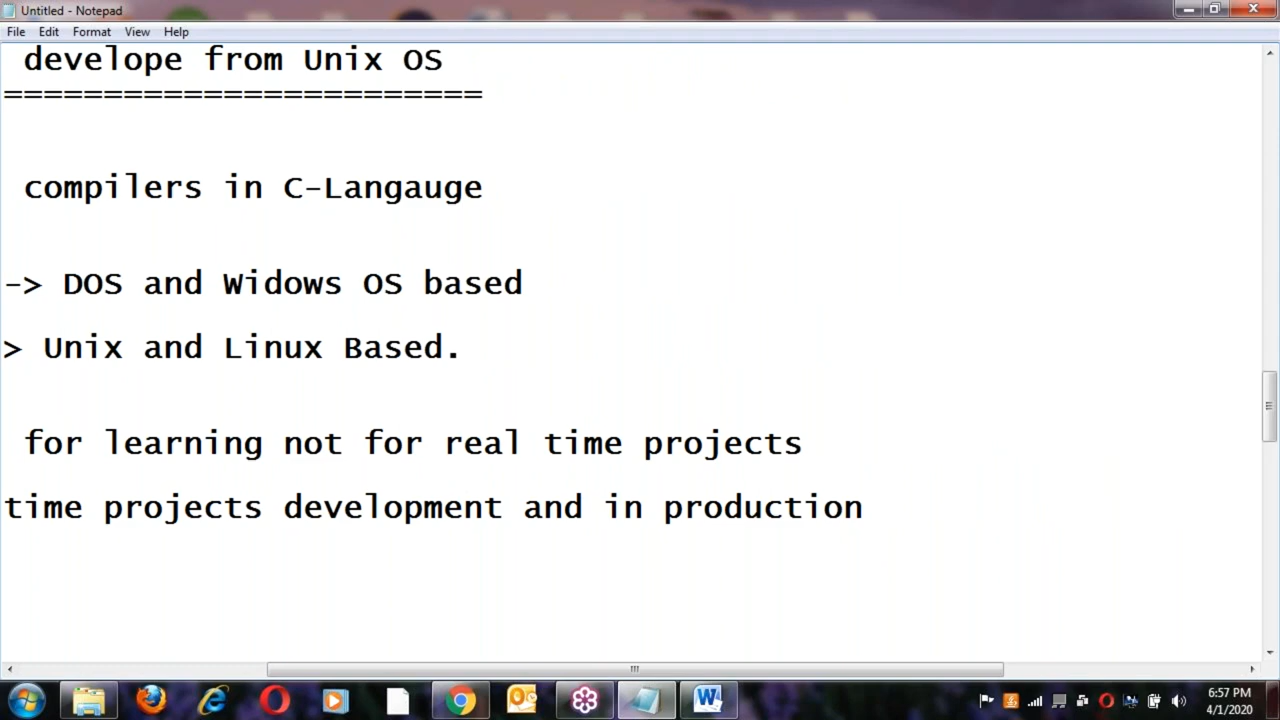 Untitled - Notepad
File Edit Format View Help
develope from Unix OS
========================
compilers in C-Langauge
-> DOS and Widows OS based
> Unix and Linux Based.
for learning not for real time projects
time projects development and in production
6:57 PM
4/1/2020